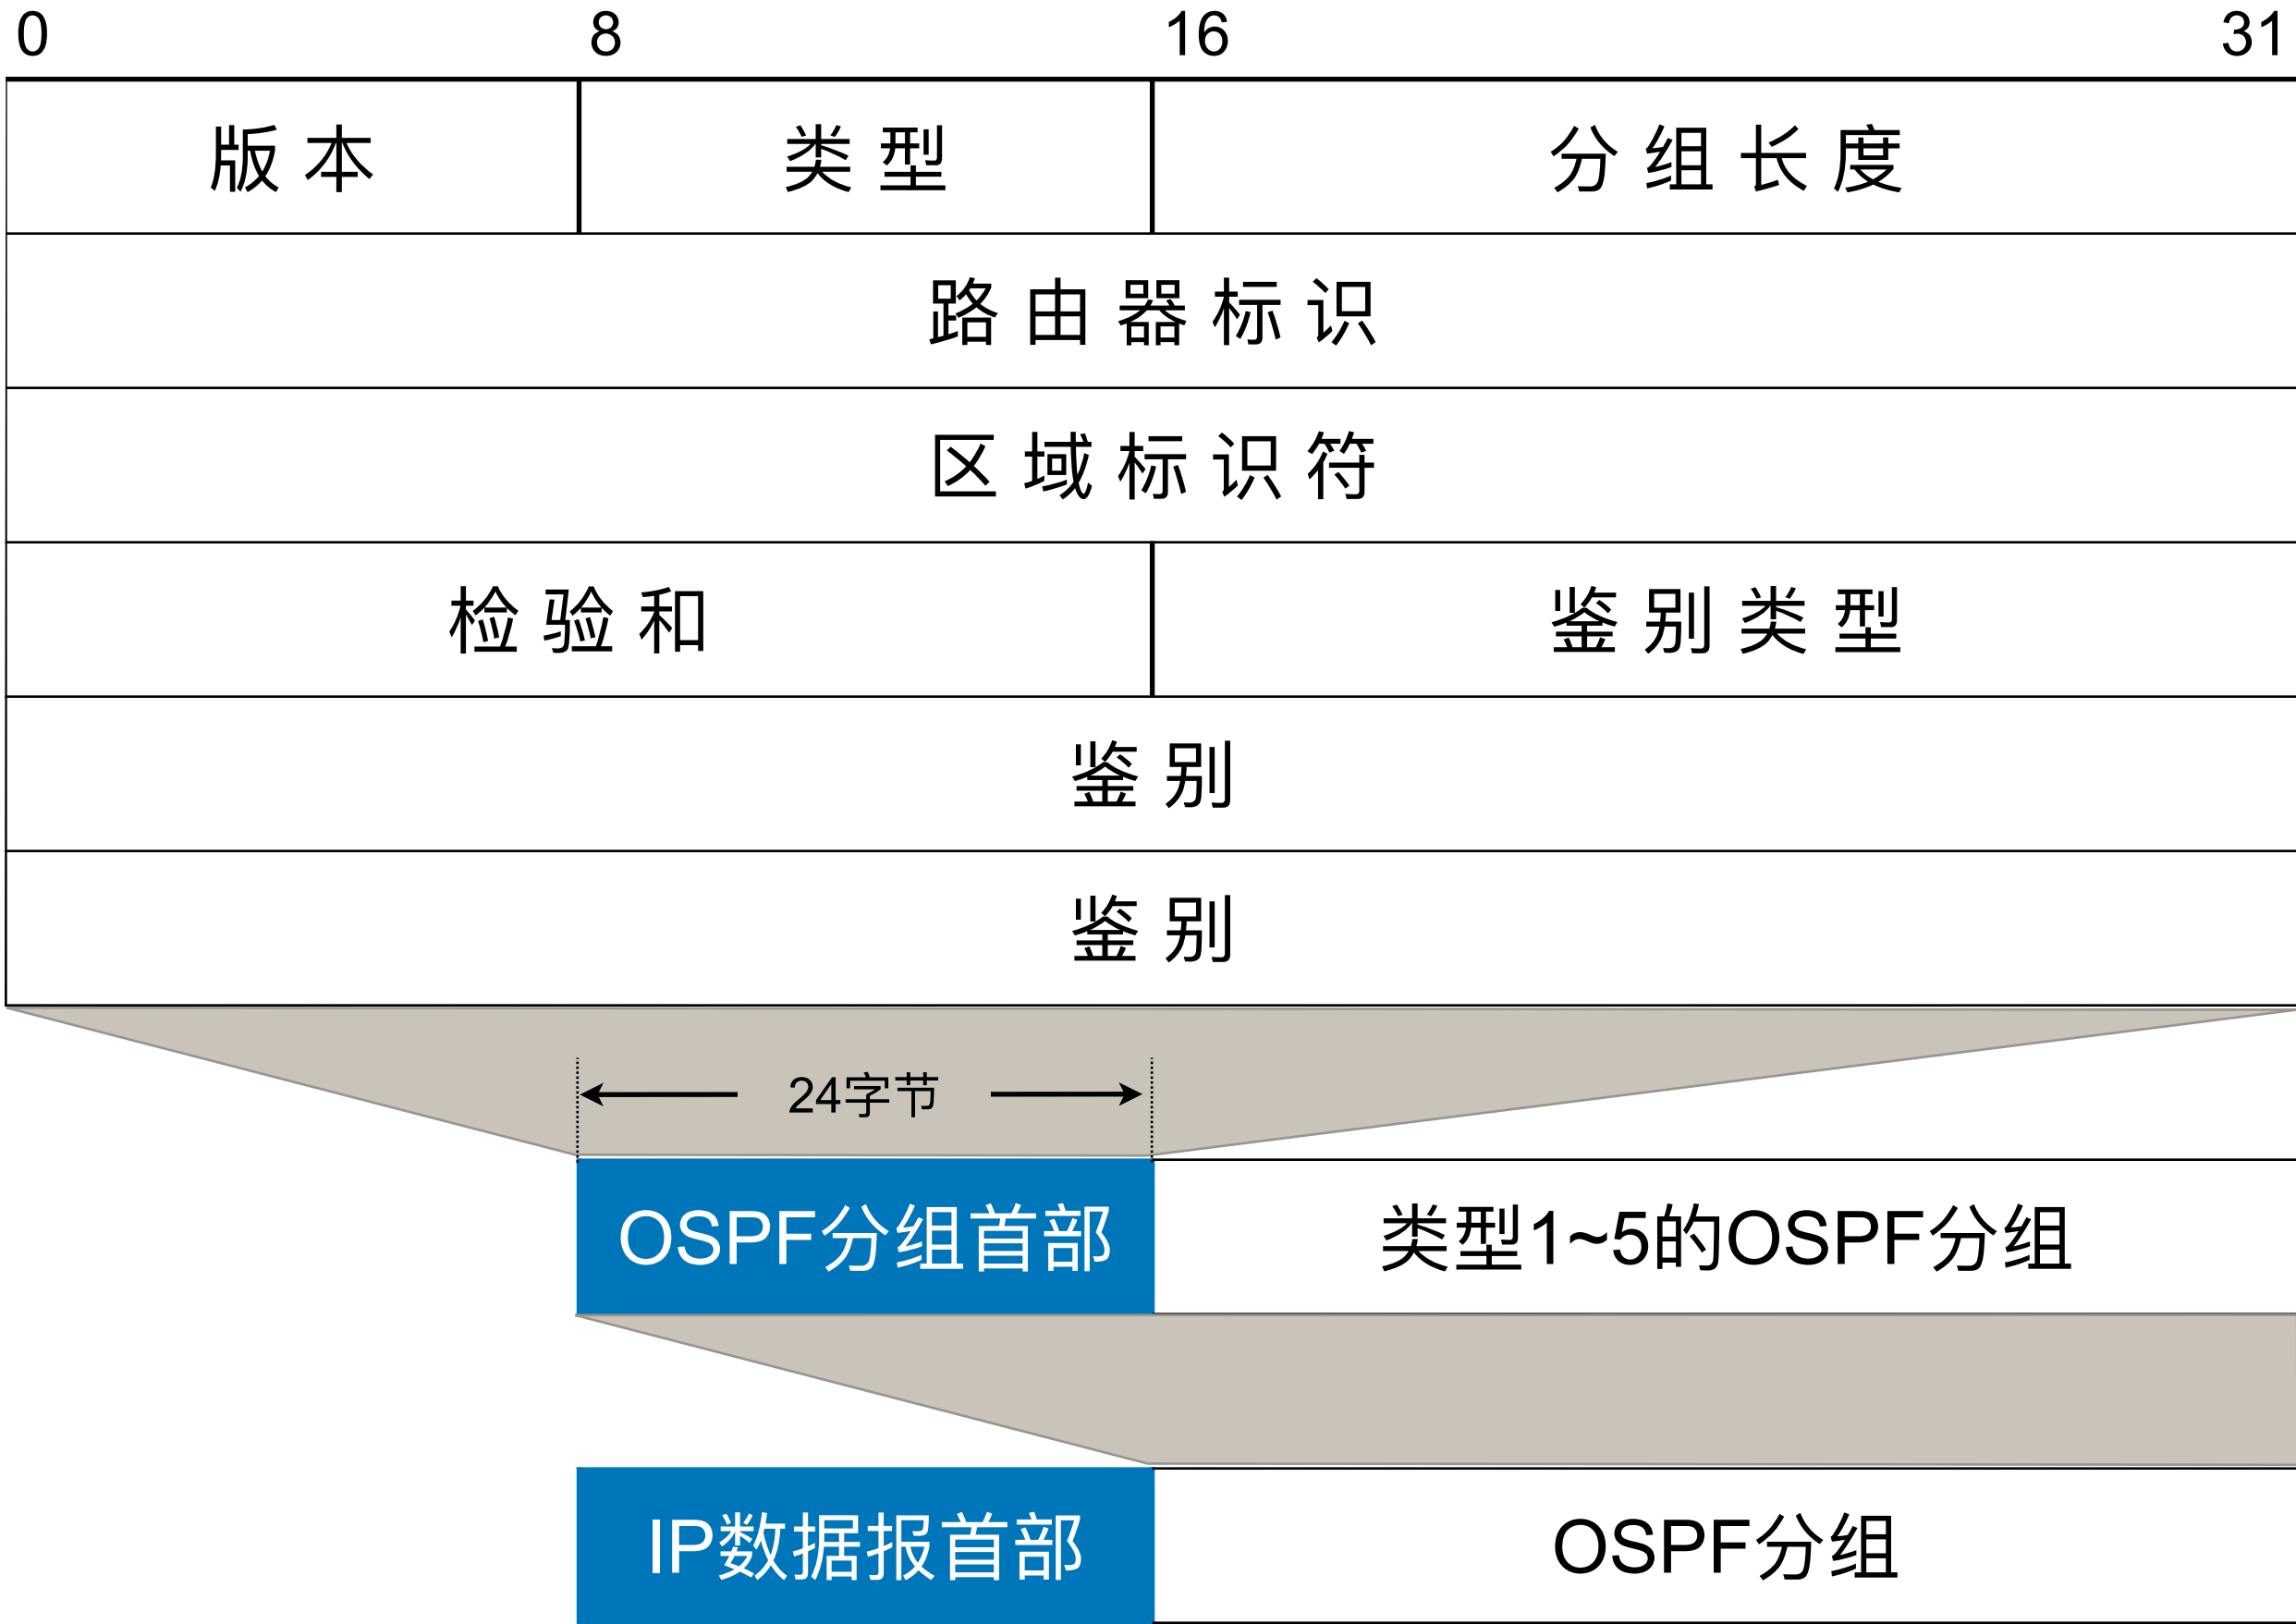 0 8 16 31
版 本 类 型 分 组 长 度
路 由 器 标 识
区 域 标 识 符
检 验 和 鉴 别 类 型
鉴 别
鉴 别
24字节
OSPF分组首部 类型1~5的OSPF分组
IP数据报首部 OSPF分组